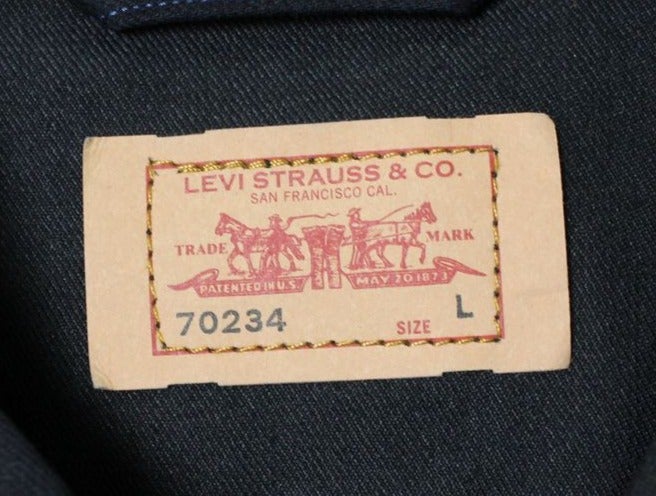 LEVI STRAUSS & CO.
SAN FRANCISCO CAL.
TRADE MARK
PATENTED IN U.S. MAY 20 1873
70234 SIZE L